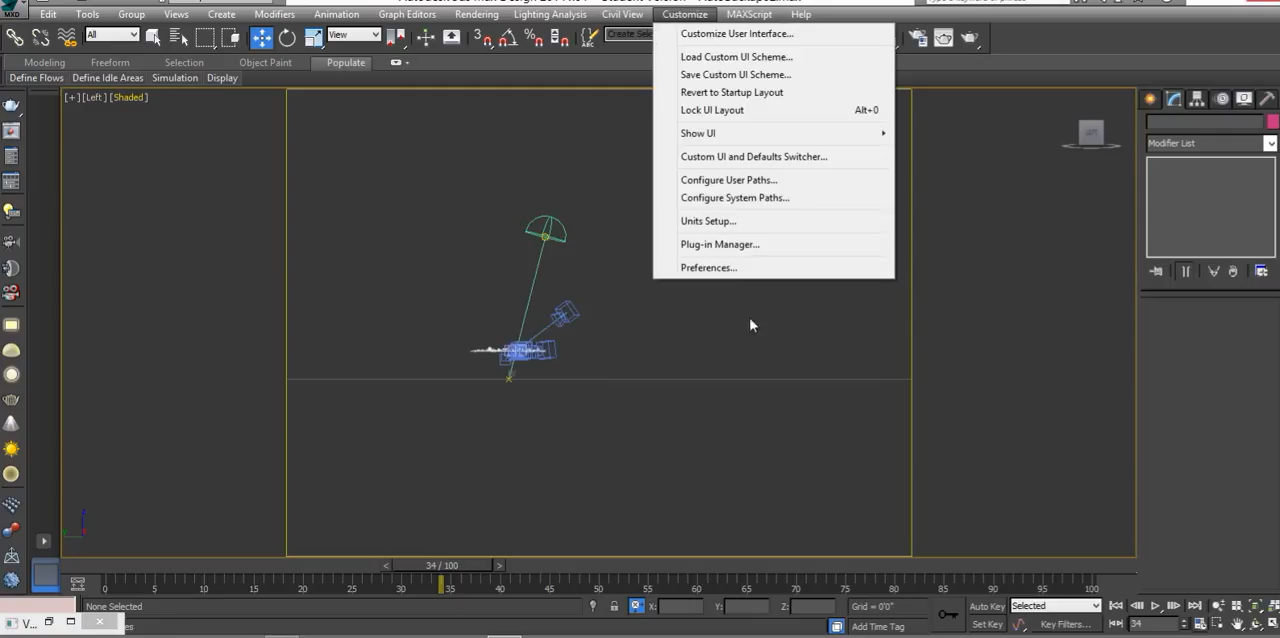 MXD
Edit Tools Group Views Create Modifiers Animation Graph Editors Rendering Lighting Analysis Civil View Customize MAXScript Help
All View 3 Create Selec
Modeling Freeform Selection Object Paint Populate
Define Flows Define Idle Areas Simulation Display
[+] [Left] [Shaded]
Customize User Interface...
Load Custom UI Scheme...
Save Custom UI Scheme...
Revert to Startup Layout
Lock UI Layout Alt+0
Show UI
Custom UI and Defaults Switcher...
Configure User Paths...
Configure System Paths...
Units Setup...
Plug-in Manager...
Preferences...
Modifier List
34 / 100
0 5 10 15 20 25 30 35 40 45 50 55 60 65 70 75 80 85 90 95 100
None Selected X: Y: Z: Grid = 0'0" Auto Key Selected
V... Add Time Tag Set Key Key Filters... 34